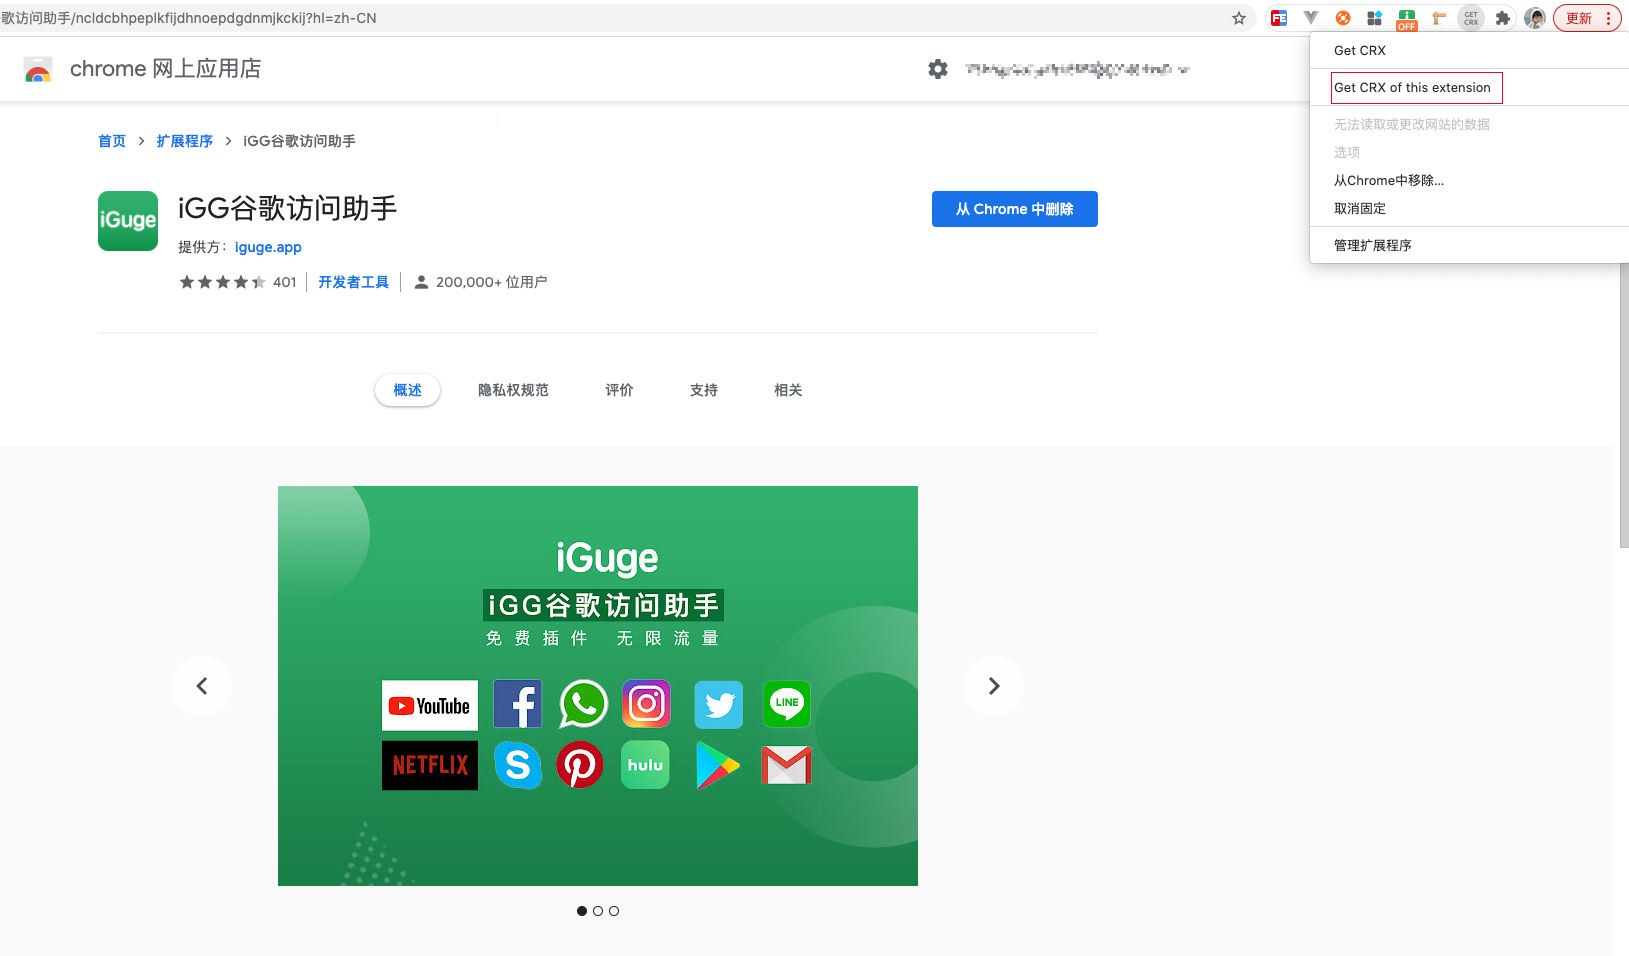 歌访问助手/ncldcbhpeplkfijdhnoepdgdnmjkckij?hl=zh-CN
FE
OFF
GET CRX
更新
Get CRX
Get CRX of this extension
无法读取或更改网站的数据
选项
从Chrome中移除...
取消固定
管理扩展程序
chrome 网上应用店
首页 > 扩展程序 > iGG谷歌访问助手
iGuge
iGG谷歌访问助手
从 Chrome 中删除
提供方： iguge.app
401 开发者工具 200,000+ 位用户
概述 隐私权规范 评价 支持 相关
iGuge
iGG谷歌访问助手
免费插件 无限流量
YouTube
LINE
NETFLIX
hulu